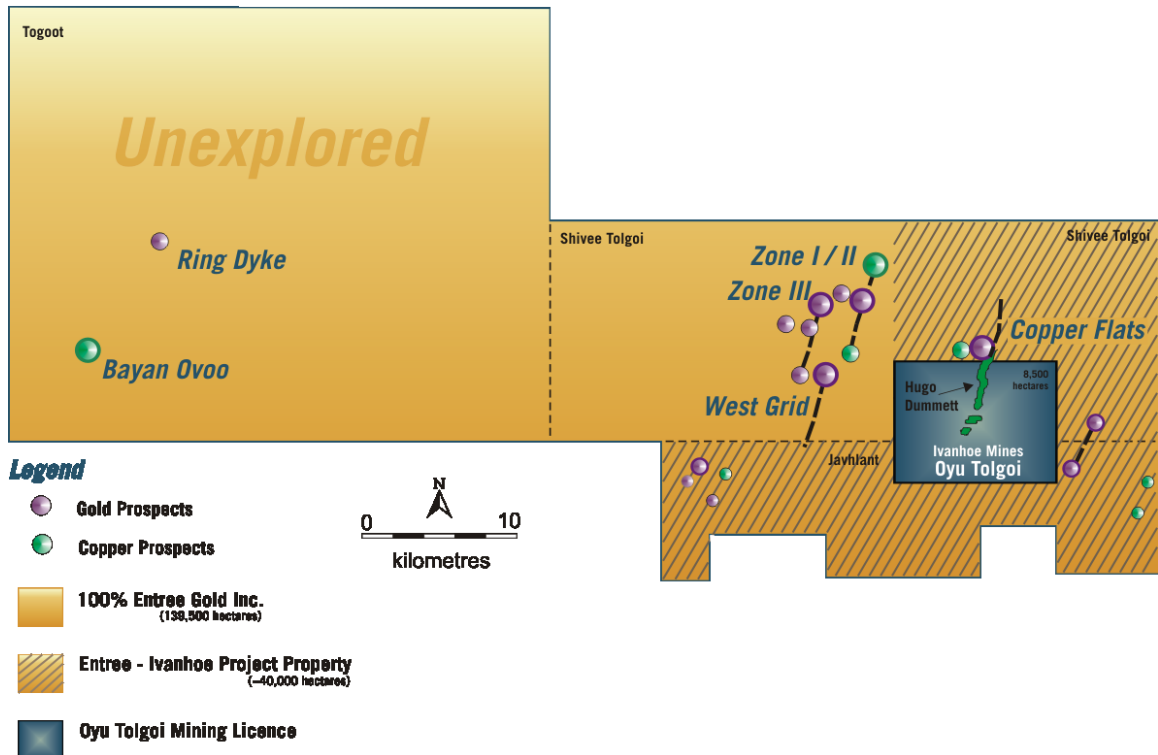 Togoot
Unexplored
Ring Dyke
Bayan Ovoo
Shivee Tolgoi
Shivee Tolgoi
Zone I / II
Zone III
Copper Flats
West Grid
Hugo
Dummett
8,500
hectares
Javhlant
Ivanhoe Mines
Oyu Tolgoi
Legend
Gold Prospects
Copper Prospects
N
0 10
kilometres
100% Entree Gold Inc.
(139,500 hectares)
Entree - Ivanhoe Project Property
(~40,000 hectares)
Oyu Tolgoi Mining Licence